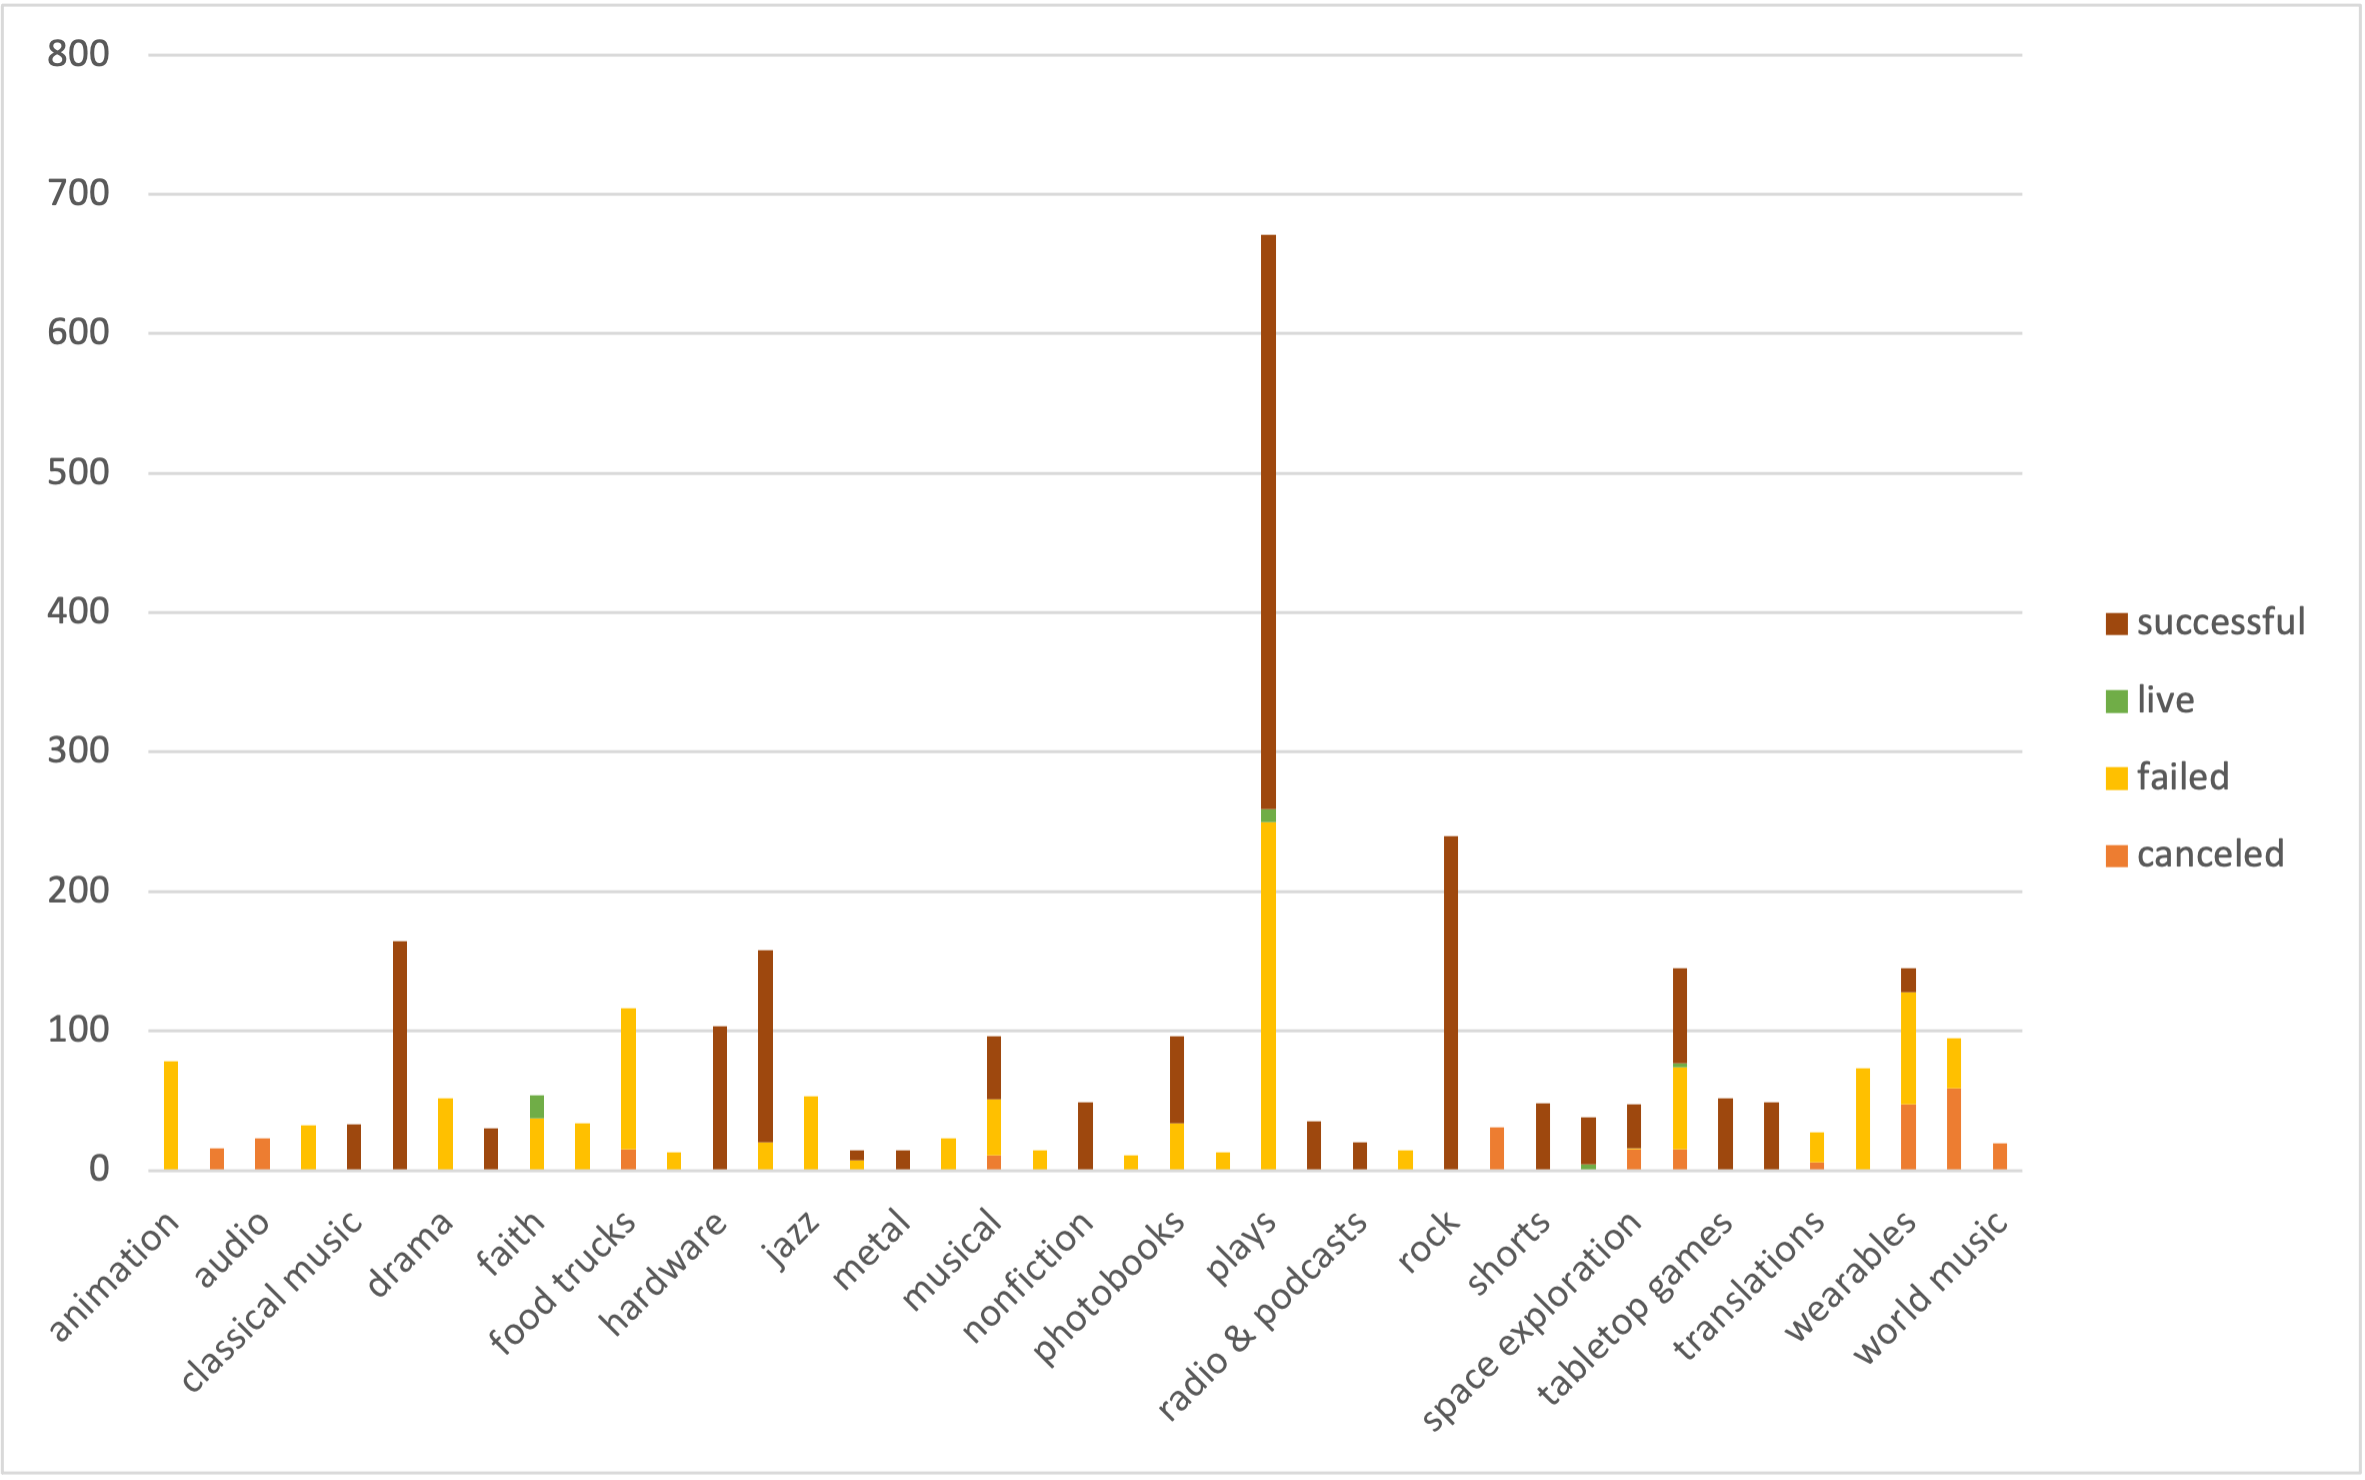 800
700
600
500
400
300
200
100
0
animation
audio
classical music
drama
faith
food trucks
hardware
jazz
metal
musical
nonfiction
photobooks
plays
radio & podcasts
rock
shorts
space exploration
tabletop games
translations
wearables
world music
successful
live
failed
canceled